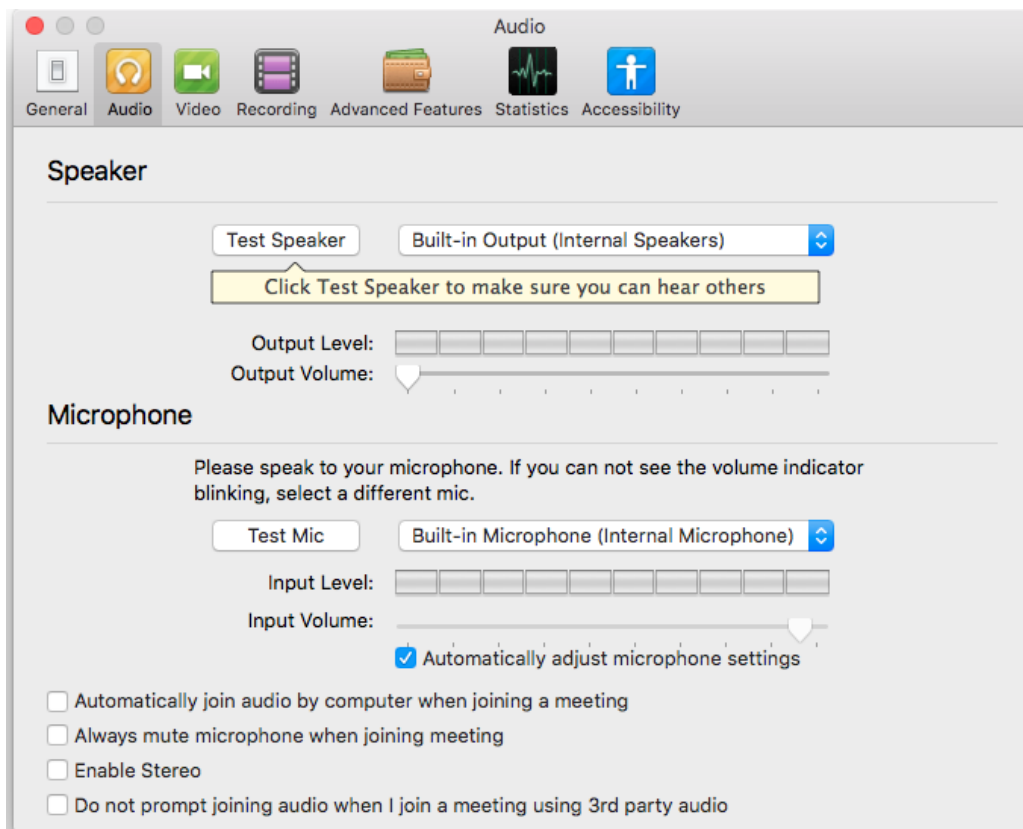 Audio
General Audio Video Recording Advanced Features Statistics Accessibility
Speaker
Test Speaker Built-in Output (Internal Speakers)
Click Test Speaker to make sure you can hear others
Output Level:
Output Volume:
Microphone
Please speak to your microphone. If you can not see the volume indicator
blinking, select a different mic.
Test Mic Built-in Microphone (Internal Microphone)
Input Level:
Input Volume:
Automatically adjust microphone settings
Automatically join audio by computer when joining a meeting
Always mute microphone when joining meeting
Enable Stereo
Do not prompt joining audio when I join a meeting using 3rd party audio